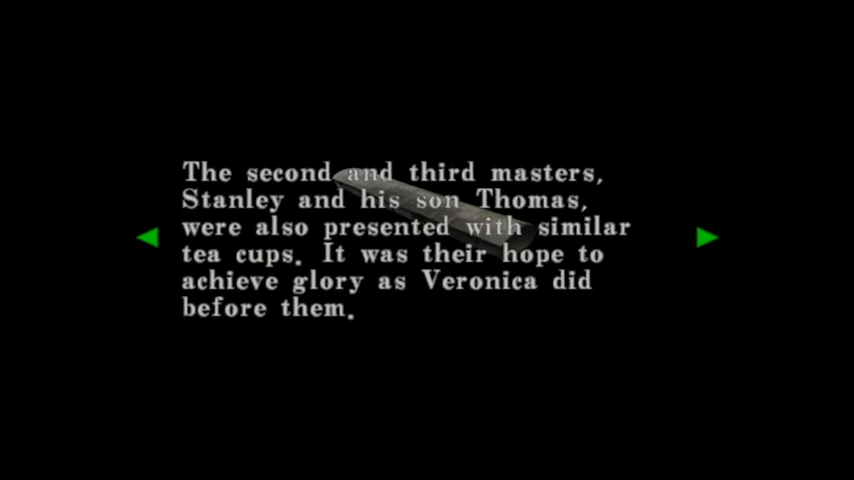 The second and third masters,
Stanley and his son Thomas,
were also presented with similar
tea cups. It was their hope to
achieve glory as Veronica did
before them.